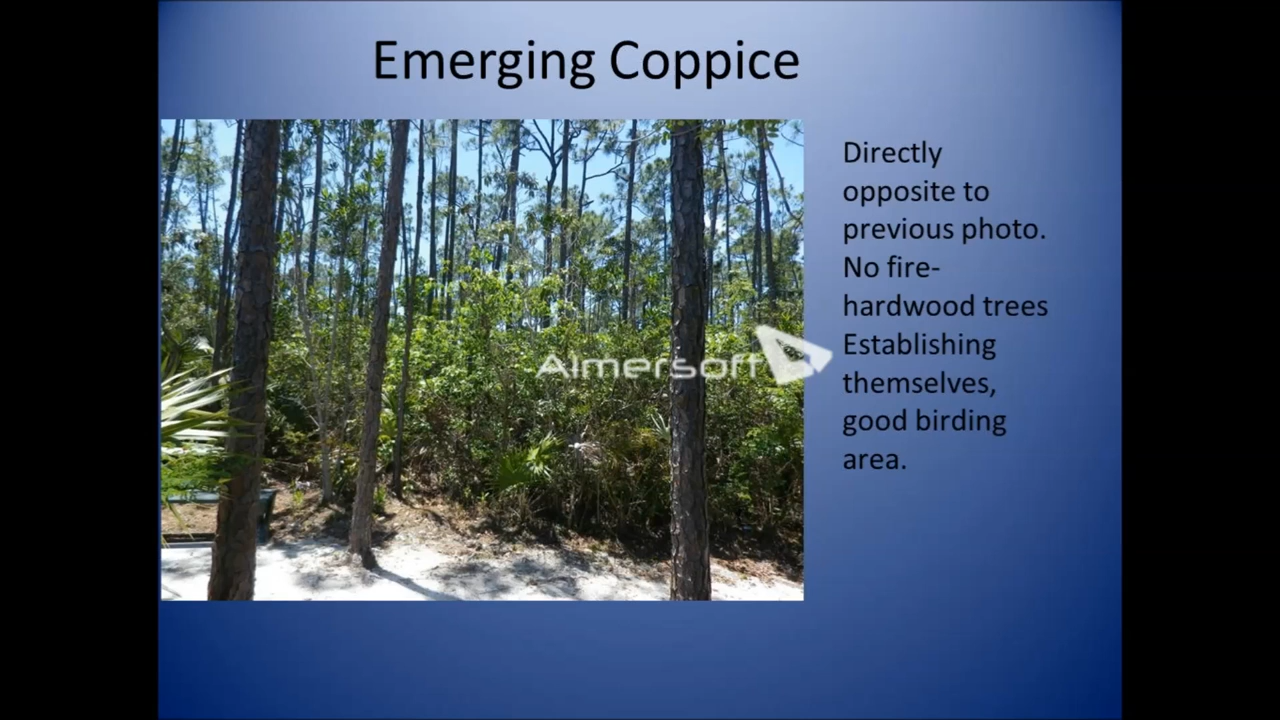 Emerging Coppice
Directly
opposite to
previous photo.
No fire-
hardwood trees
Establishing
themselves,
good birding
area.
Aimersoft